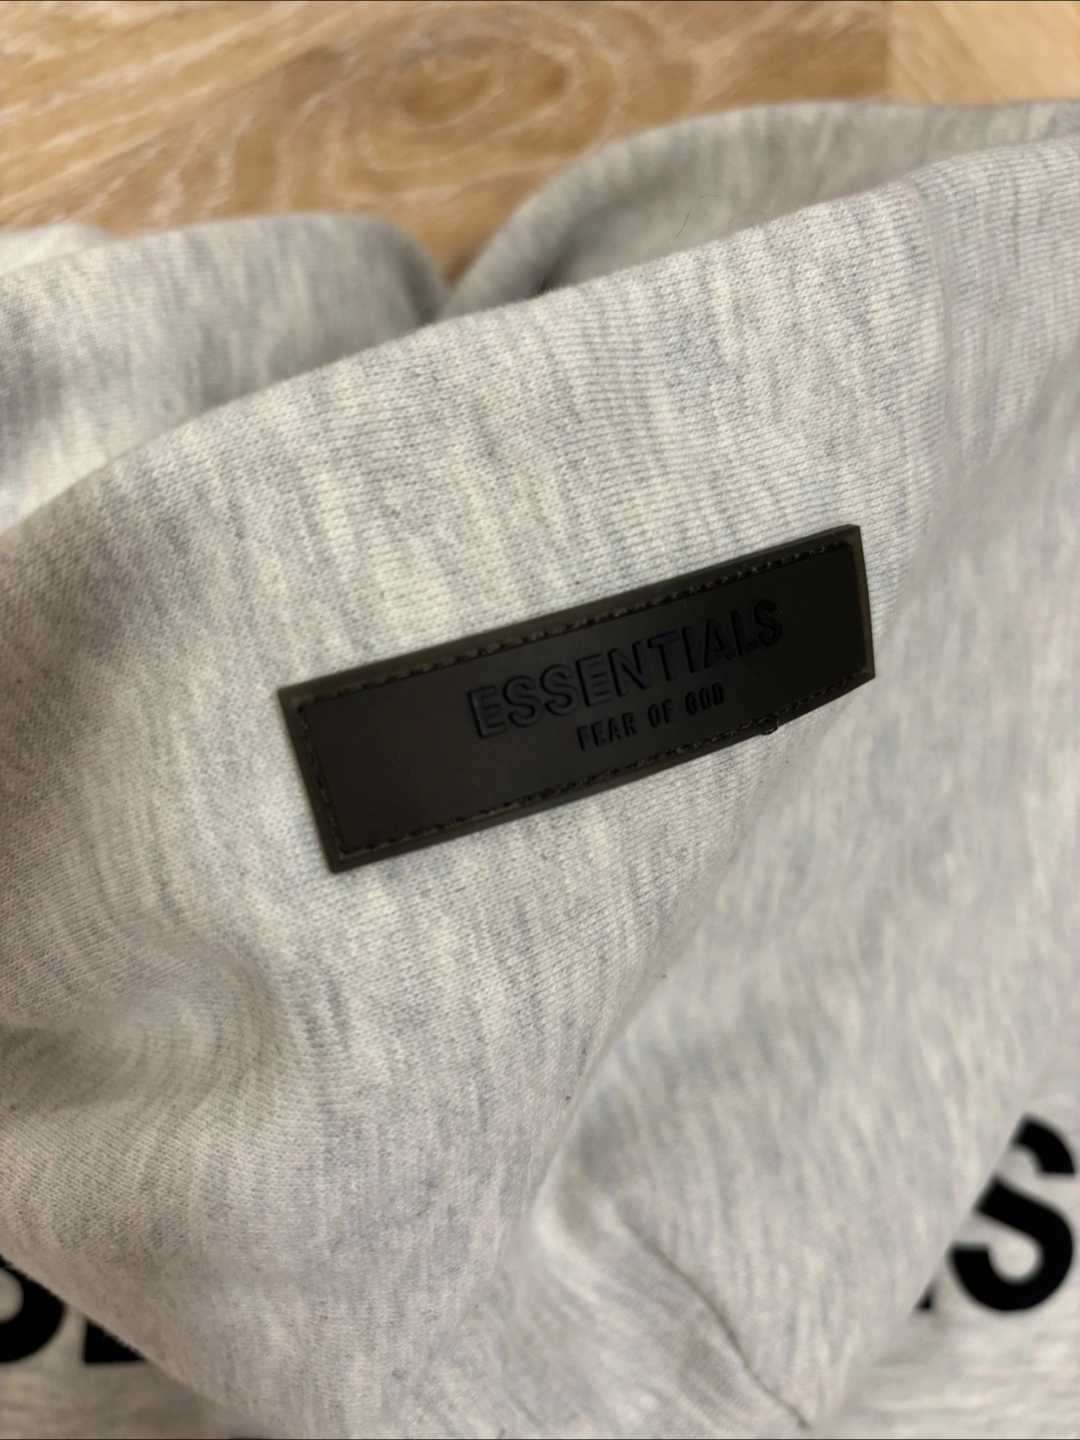 ESSENTIALS
FEAR OF GOD
S